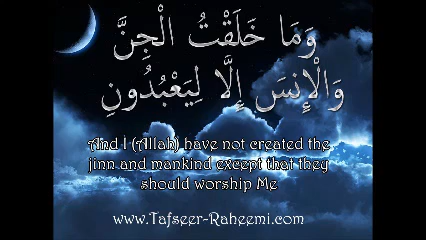 وَمَا خَلَقْتُ الْجِنَّ
وَالْإِنسَ إِلَّا لِيَعْبُدُونِ
And I (Allah) have not created the
jinn and mankind except that they
should worship Me
www.Tafseer-Raheemi.com